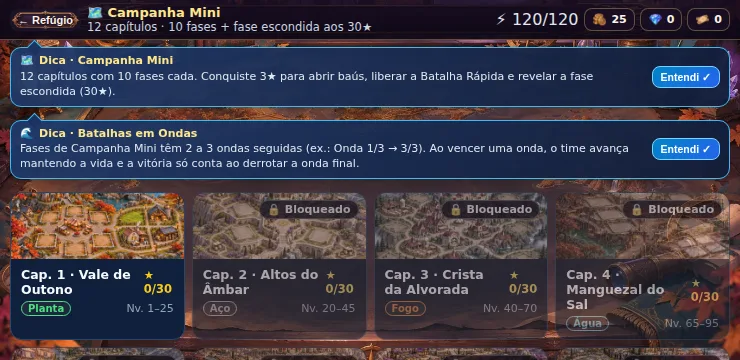 ← Refúgio
🗺️ Campanha Mini
12 capítulos · 10 fases + fase escondida aos 30★
⚡ 120/120
25
0
0
🗺️ Dica · Campanha Mini
12 capítulos com 10 fases cada. Conquiste 3★ para abrir baús, liberar a Batalha Rápida e revelar a fase
escondida (30★).
Entendi ✓
🌊 Dica · Batalhas em Ondas
Fases de Campanha Mini têm 2 a 3 ondas seguidas (ex.: Onda 1/3 → 3/3). Ao vencer uma onda, o time avança
mantendo a vida e a vitória só conta ao derrotar a onda final.
Entendi ✓
Cap. 1 · Vale de
Outono
★
0/30
Planta
Nv. 1–25
🔒 Bloqueado
Cap. 2 · Altos do
Âmbar
★
0/30
Aço
Nv. 20–45
🔒 Bloqueado
Cap. 3 · Crista
da Alvorada
★
0/30
Fogo
Nv. 40–70
🔒 Bloqueado
Cap. 4 ·
Manguezal do
Sal
★
0/30
Água
Nv. 65–95